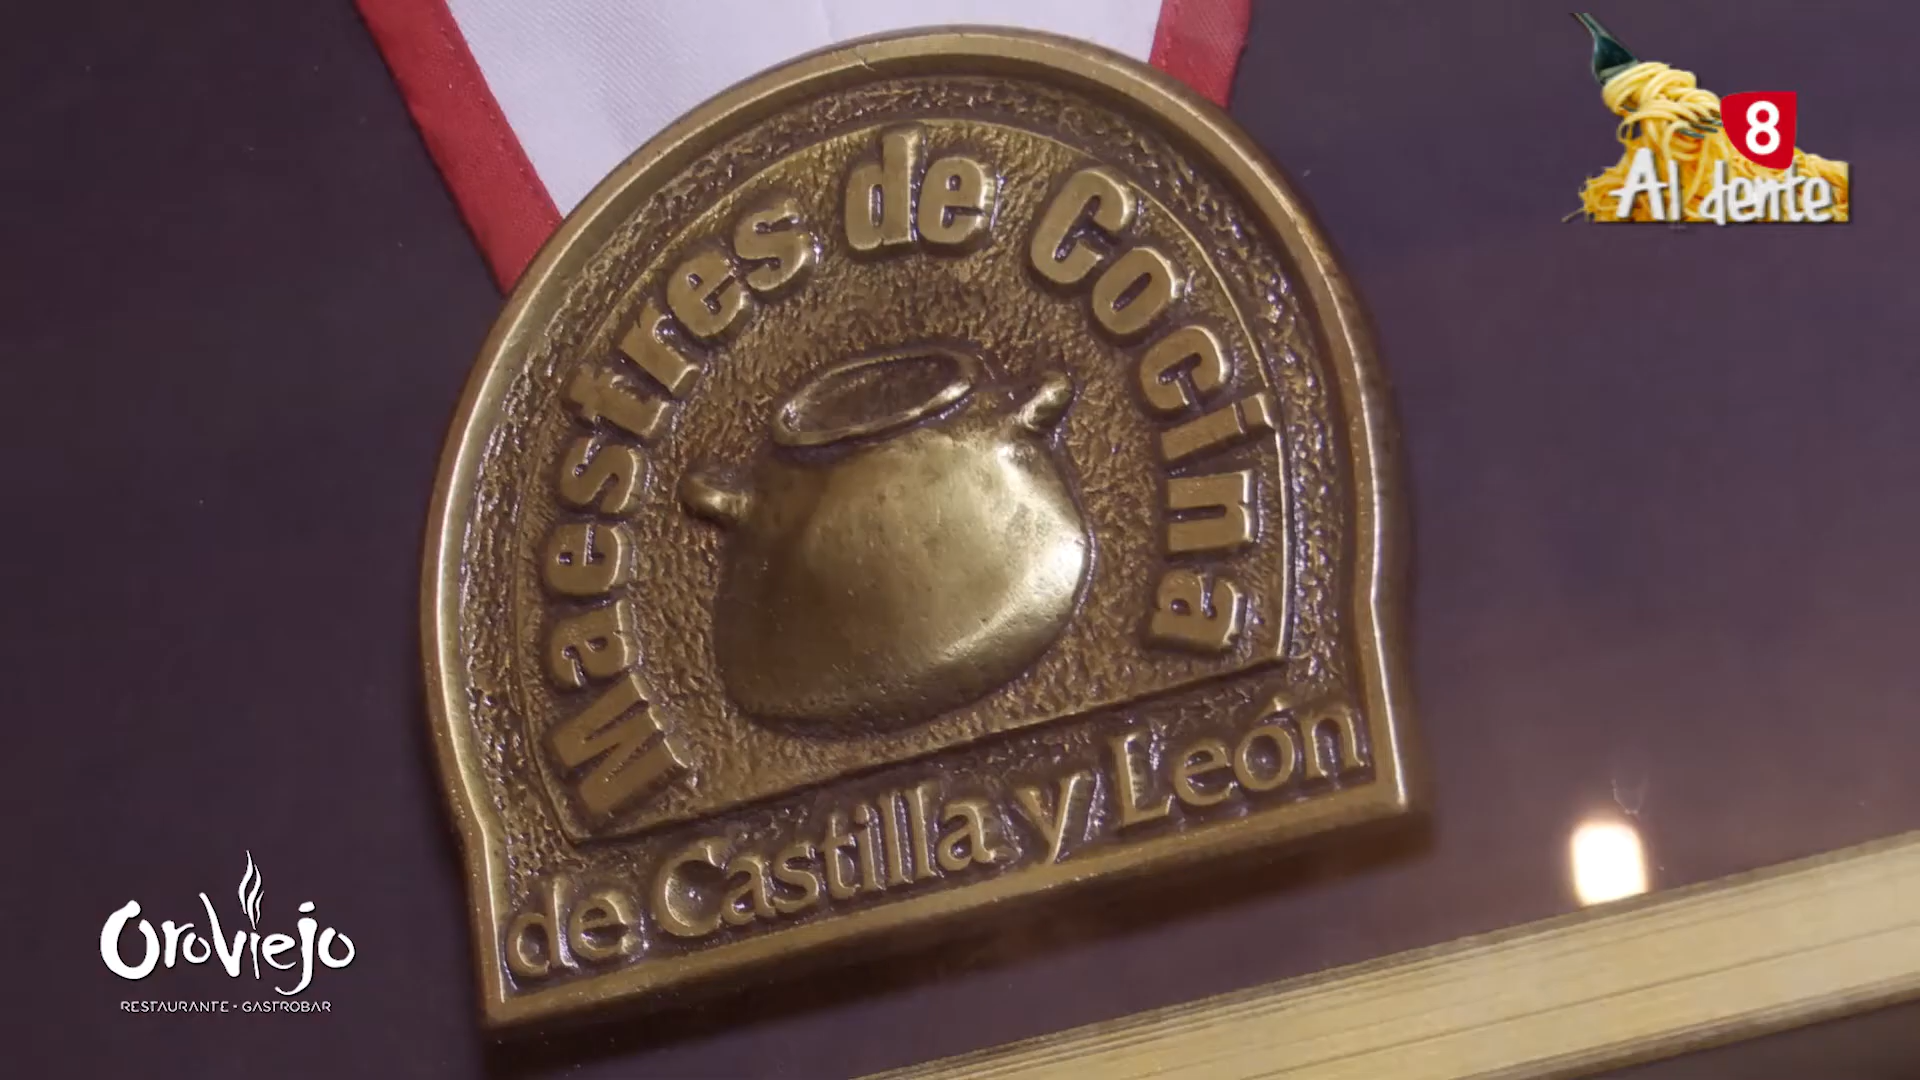 Maestres de Cocina
de Castilla y León
8
Al dente
OroViejo
RESTAURANTE - GASTROBAR